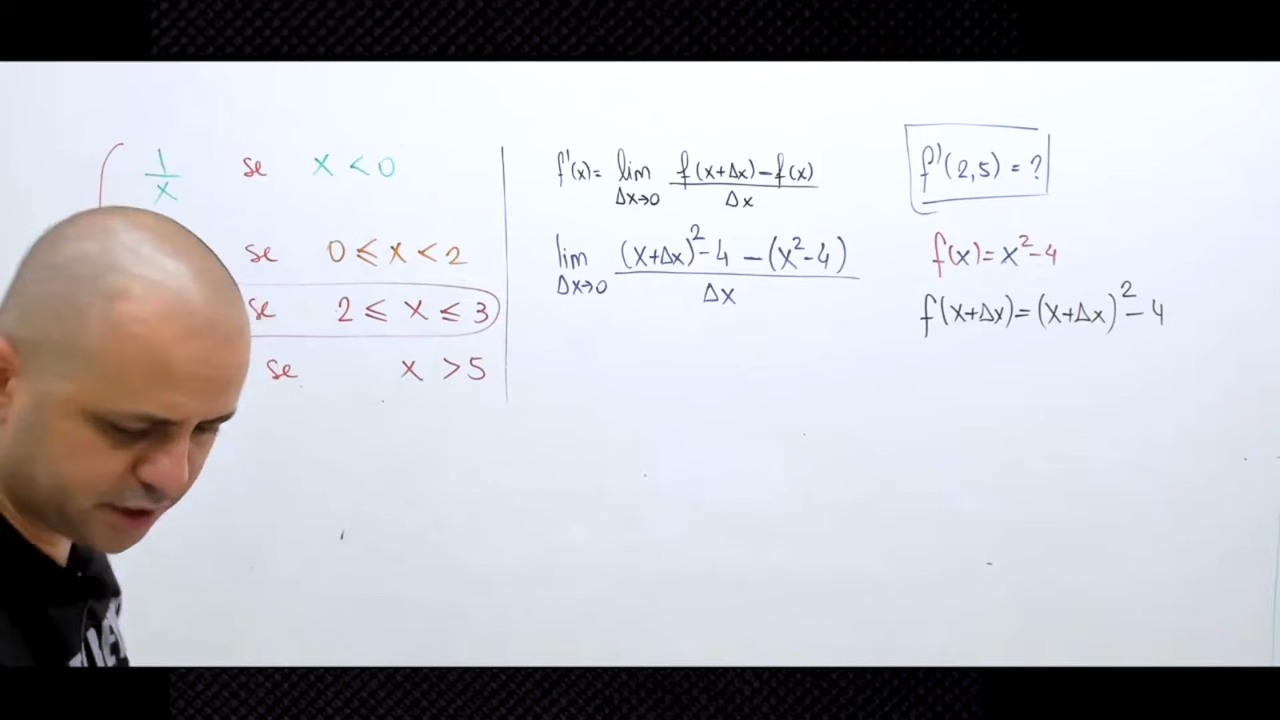 1/x se x < 0
se 0 ≤ x < 2
se 2 ≤ x ≤ 3
se x > 5
f'(x) = lim Δx→0 f(x+Δx) − f(x) / Δx
lim Δx→0 (x+Δx)² − 4 − (x² − 4) / Δx
f'(2,5) = ?
f(x) = x² − 4
f(x+Δx) = (x+Δx)² − 4